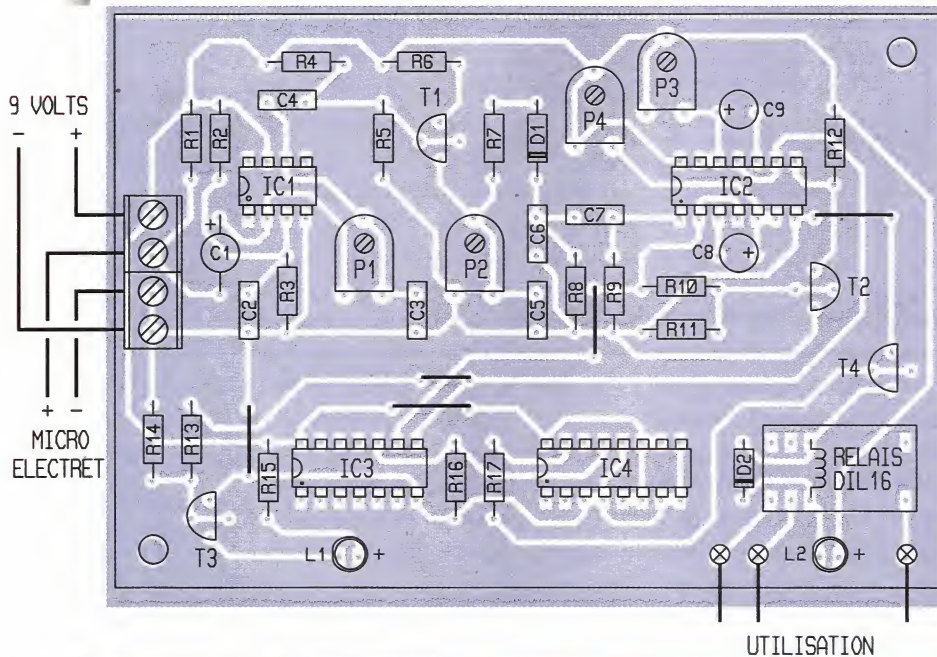 R4
R6
P3
T1
9 VOLTS
C4
C9
- +
P4
R1
R2
R5
R7
D1
R12
IC1
IC2
C6
C7
+
C1
P1
P2
C8
+
R3
R8
R9
R10
T2
C2
C3
C5
R11
T4
+ -
MICRO
ELECTRET
R14
R13
R15
IC3
R16
R17
IC4
D2
RELAIS
DIL16
T3
L1
+
L2
+
UTILISATION